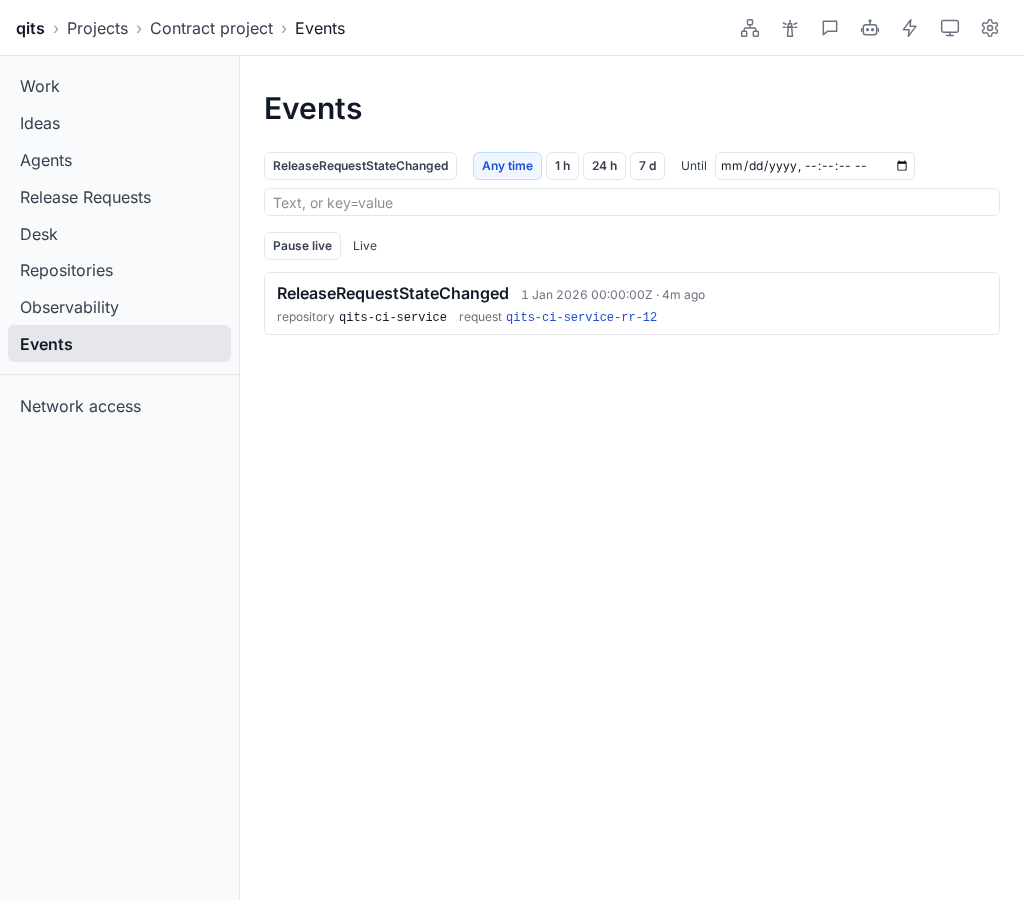 qits › Projects › Contract project › Events
Work
Ideas
Agents
Release Requests
Desk
Repositories
Observability
Events
Network access
Events
ReleaseRequestStateChanged Any time 1 h 24 h 7 d Until mm/dd/yyyy, --:--:-- --
Text, or key=value
Pause live Live
ReleaseRequestStateChanged 1 Jan 2026 00:00:00Z · 4m ago
repository qits-ci-service request qits-ci-service-rr-12